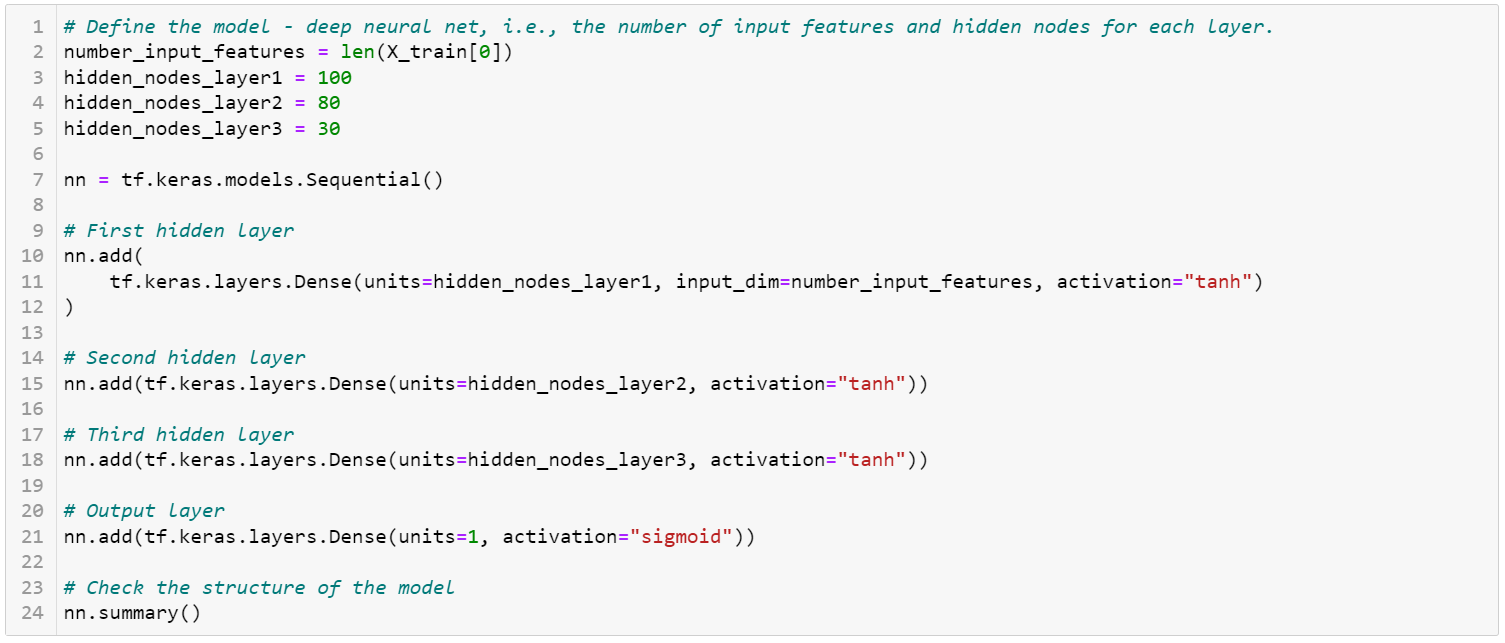 1 # Define the model - deep neural net, i.e., the number of input features and hidden nodes for each layer.
2 number_input_features = len(X_train[0])
3 hidden_nodes_layer1 = 100
4 hidden_nodes_layer2 = 80
5 hidden_nodes_layer3 = 30
6
7 nn = tf.keras.models.Sequential()
8
9 # First hidden layer
10 nn.add(
11     tf.keras.layers.Dense(units=hidden_nodes_layer1, input_dim=number_input_features, activation="tanh")
12 )
13
14 # Second hidden layer
15 nn.add(tf.keras.layers.Dense(units=hidden_nodes_layer2, activation="tanh"))
16
17 # Third hidden layer
18 nn.add(tf.keras.layers.Dense(units=hidden_nodes_layer3, activation="tanh"))
19
20 # Output layer
21 nn.add(tf.keras.layers.Dense(units=1, activation="sigmoid"))
22
23 # Check the structure of the model
24 nn.summary()